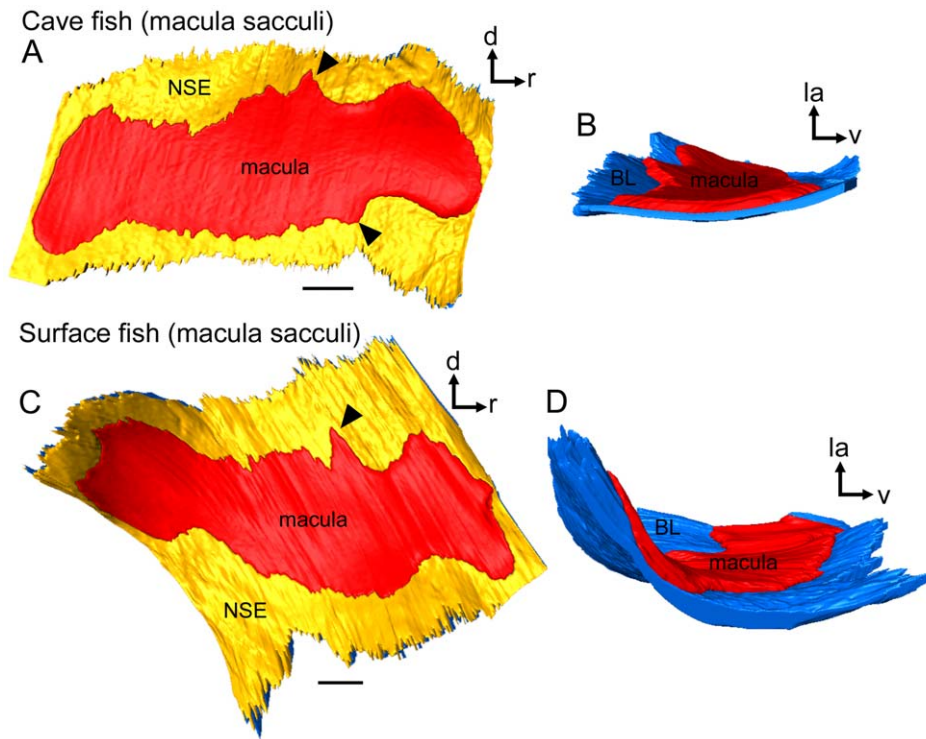 Cave fish (macula sacculi)
A
NSE
macula
d
r
B
la
v
BL
macula
Surface fish (macula sacculi)
C
macula
NSE
d
r
D
la
v
BL
macula